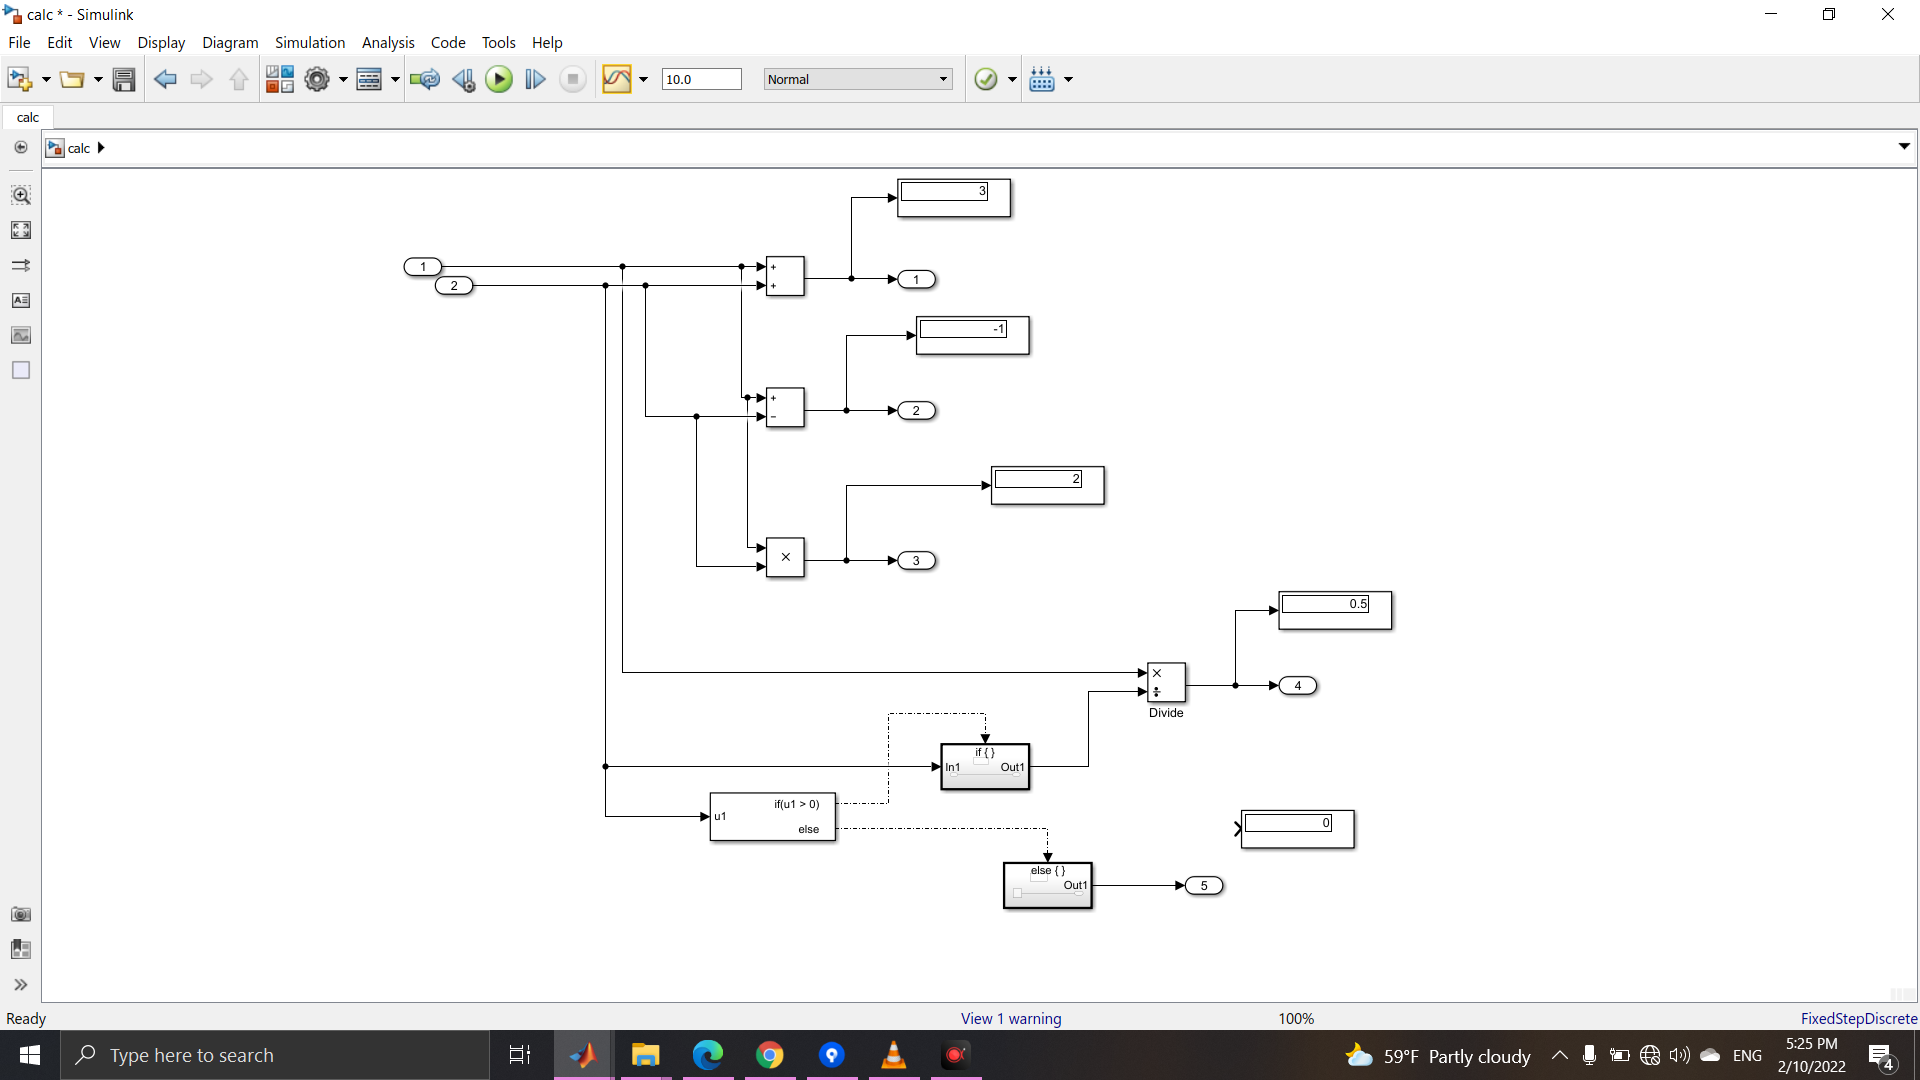 calc * - Simulink
File Edit View Display Diagram Simulation Analysis Code Tools Help
10.0 Normal
calc
calc
3
1
2
+
+
1
-1
+
−
2
2
×
3
0.5
×
÷
4
Divide
if { }
In1 Out1
if(u1 > 0)
u1
else
0
else { }
Out1
5
Ready View 1 warning 100% FixedStepDiscrete
Type here to search
59°F Partly cloudy ENG
5:25 PM
2/10/2022
4